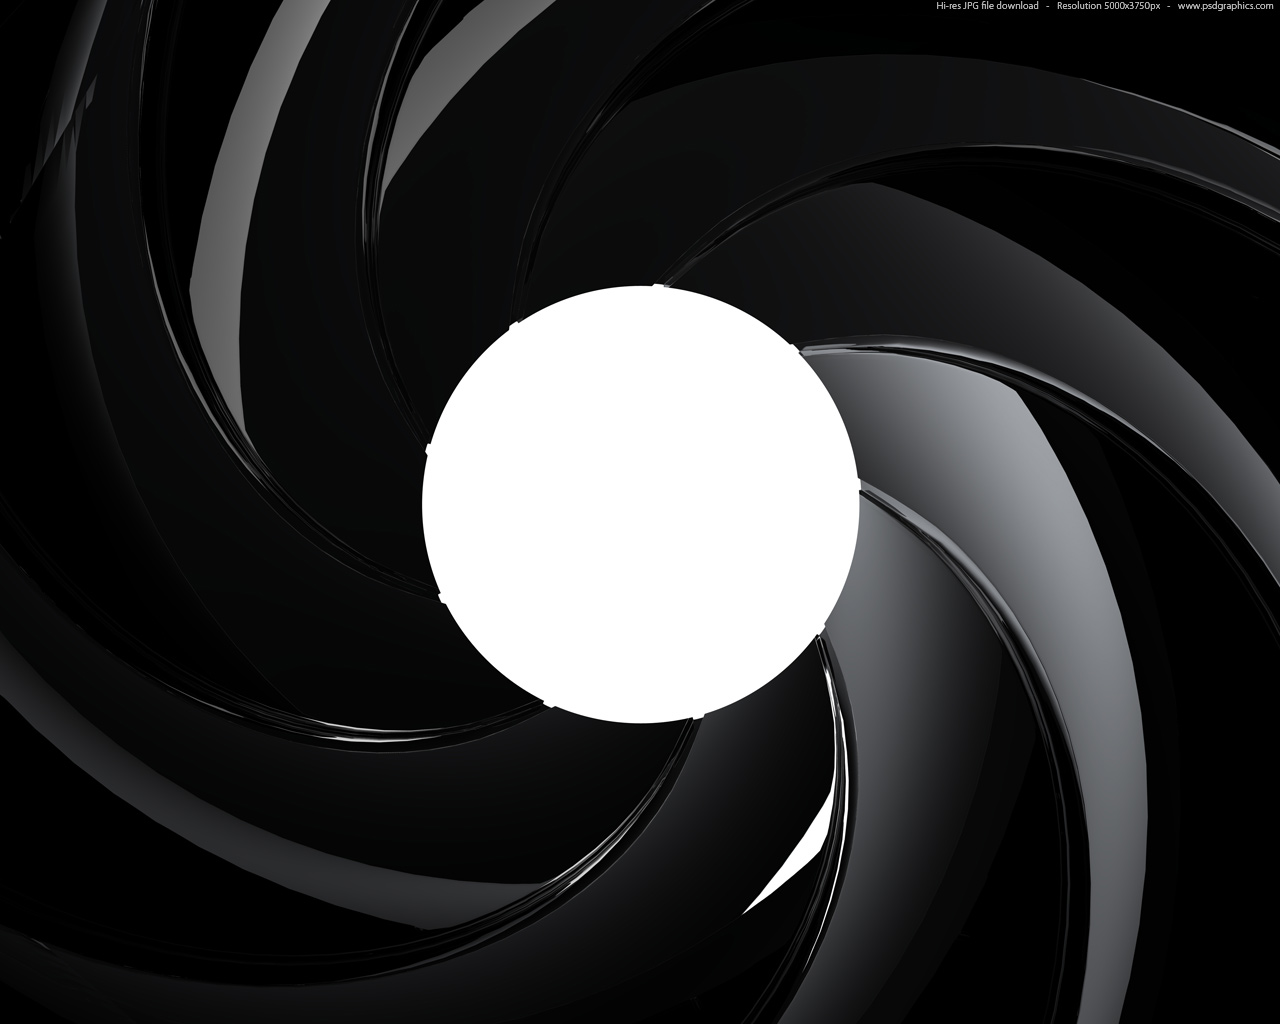 Hi-res JPG file download - Resolution 5000x3750px - www.psdgraphics.com